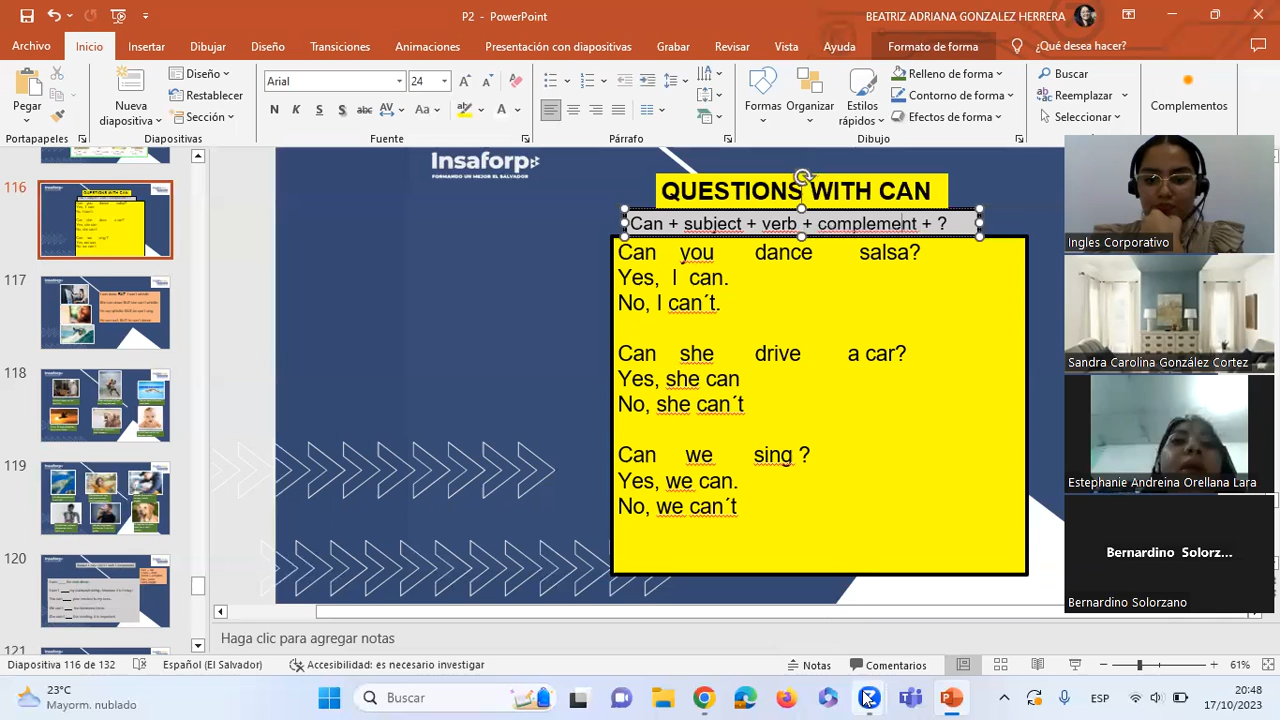 P2 - PowerPoint
BEATRIZ ADRIANA GONZALEZ HERRERA
Archivo Inicio Insertar Dibujar Diseño Transiciones Animaciones Presentación con diapositivas Grabar Revisar Vista Ayuda Formato de forma ¿Qué desea hacer?
Pegar
Nueva diapositiva
Diseño
Restablecer
Sección
Arial 24
N K S S abc AV Aa A
Formas Organizar Estilos rápidos
Relleno de forma
Contorno de forma
Efectos de forma
Buscar
Reemplazar
Seleccionar
Complementos
Portapapeles Diapositivas Fuente Párrafo Dibujo
116
117
118
119
120
121
Insaforp
FORMANDO UN MEJOR EL SALVADOR
QUESTIONS WITH CAN
Can + subject + verb + complement + ?
Can you dance salsa?
Yes, I can.
No, I can´t.
Can she drive a car?
Yes, she can
No, she can´t
Can we sing ?
Yes, we can.
No, we can´t
Ingles Corporativo
Sandra Carolina González Cortez
Estephanie Andreina Orellana Lara
Bernardino Solorz...
Bernardino Solorzano
Haga clic para agregar notas
Diapositiva 116 de 132 Español (El Salvador) Accesibilidad: es necesario investigar Notas Comentarios 61%
23°C
Mayorm. nublado
Buscar
ESP
20:48
17/10/2023